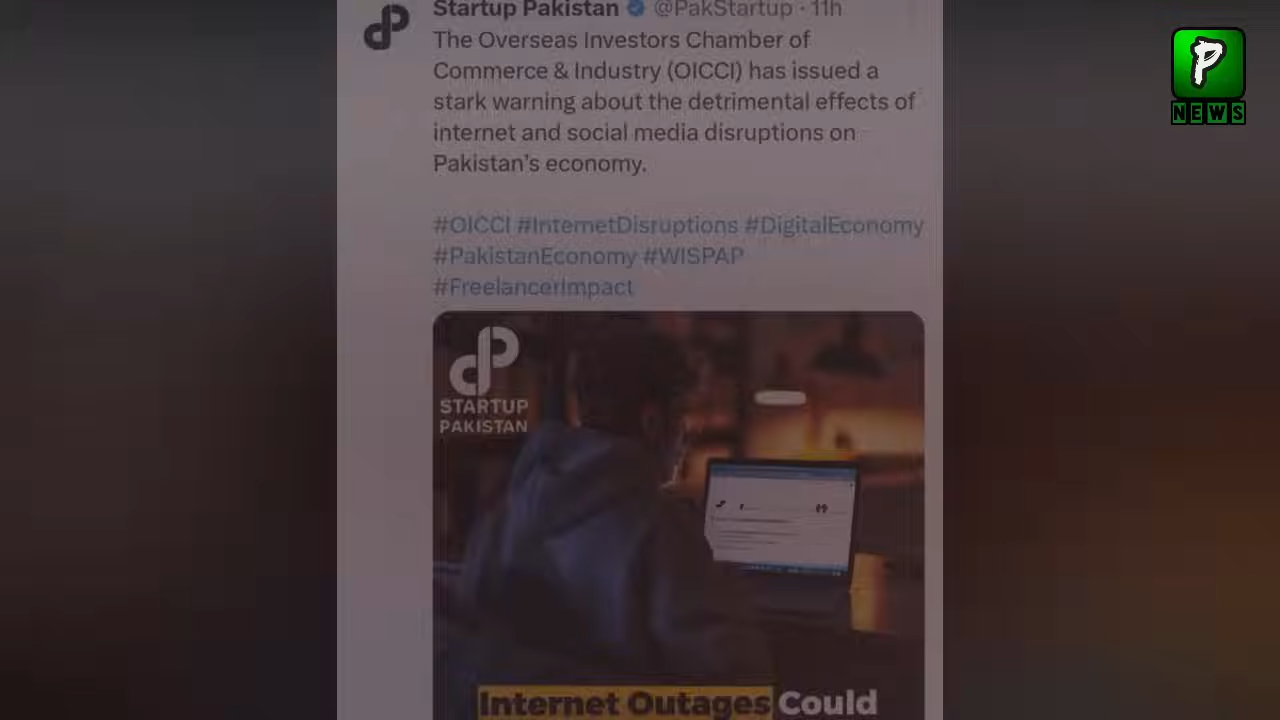 Startup Pakistan @PakStartup · 11h
The Overseas Investors Chamber of
Commerce & Industry (OICCI) has issued a
stark warning about the detrimental effects of
internet and social media disruptions on
Pakistan's economy.
#OICCI #InternetDisruptions #DigitalEconomy
#PakistanEconomy #WISPAP
#FreelancerImpact
STARTUP
PAKISTAN
Internet Outages Could
P
NEWS